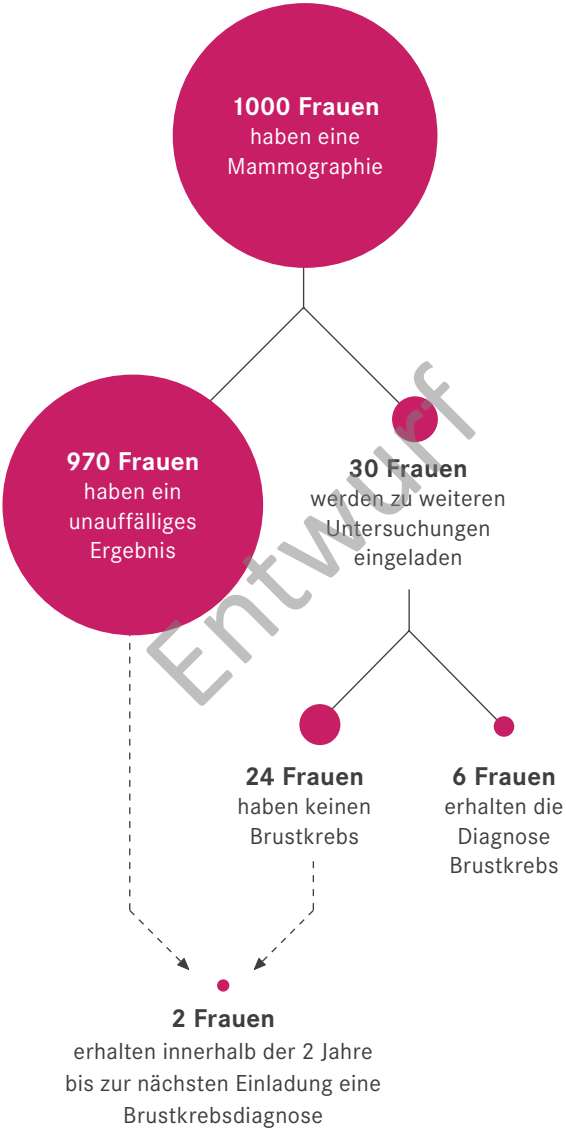 1000 Frauen
haben eine
Mammographie
970 Frauen
haben ein
unauffälliges
Ergebnis
30 Frauen
werden zu weiteren
Untersuchungen
eingeladen
Entwurf
24 Frauen
haben keinen
Brustkrebs
6 Frauen
erhalten die
Diagnose
Brustkrebs
2 Frauen
erhalten innerhalb der 2 Jahre
bis zur nächsten Einladung eine
Brustkrebsdiagnose